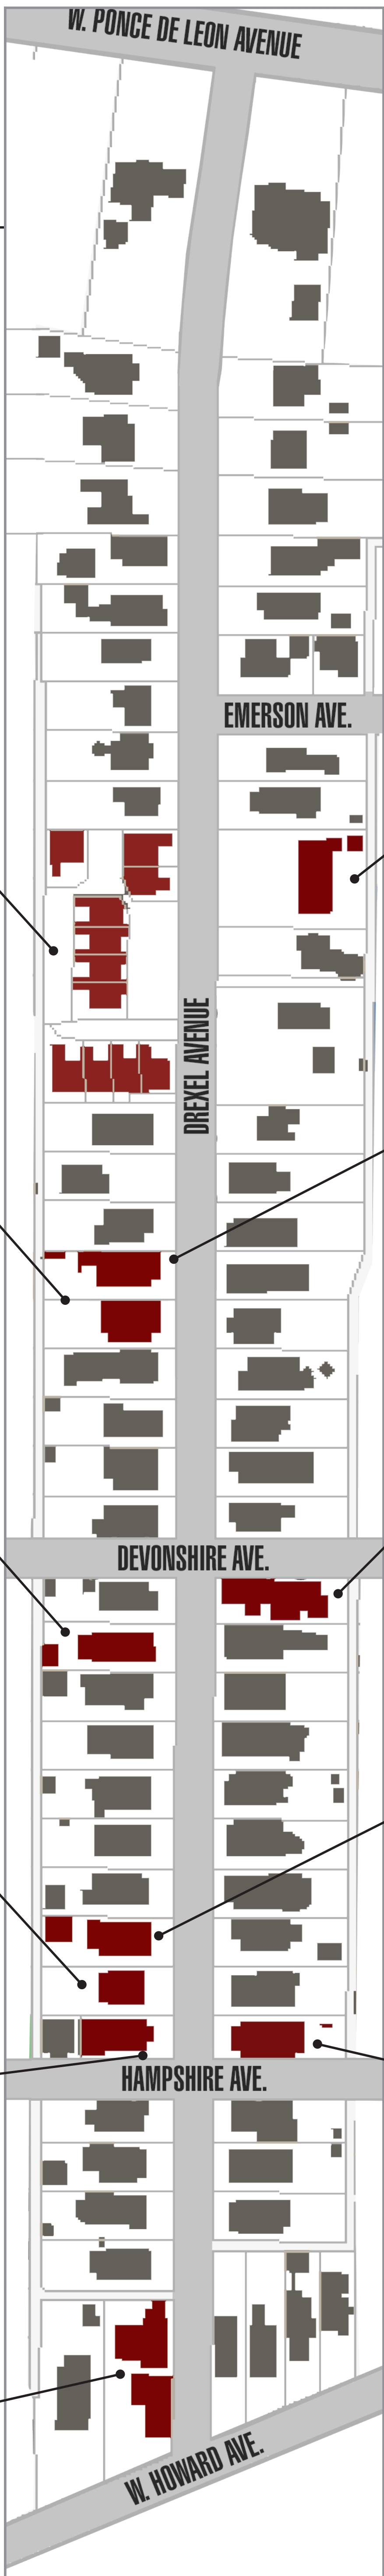 W. PONCE DE LEON AVENUE
EMERSON AVE.
DREXEL AVENUE
DEVONSHIRE AVE.
HAMPSHIRE AVE.
W. HOWARD AVE.